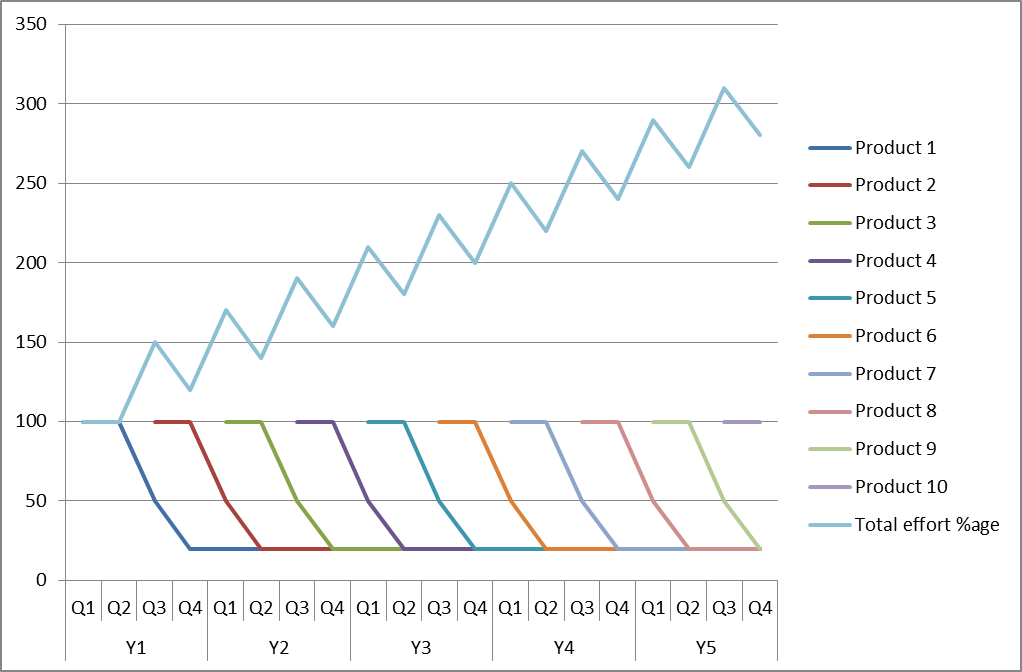 350
300
250
200
150
100
50
0
Q1 Q2 Q3 Q4 Q1 Q2 Q3 Q4 Q1 Q2 Q3 Q4 Q1 Q2 Q3 Q4 Q1 Q2 Q3 Q4
Y1 Y2 Y3 Y4 Y5
Product 1
Product 2
Product 3
Product 4
Product 5
Product 6
Product 7
Product 8
Product 9
Product 10
Total effort %age